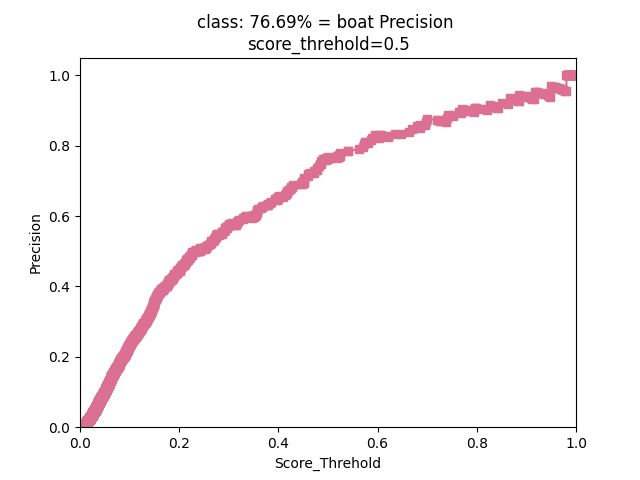 class: 76.69% = boat Precision
score_threhold=0.5
1.0
0.8
0.6
0.4
0.2
0.0
Precision
0.0 0.2 0.4 0.6 0.8 1.0
Score_Threhold